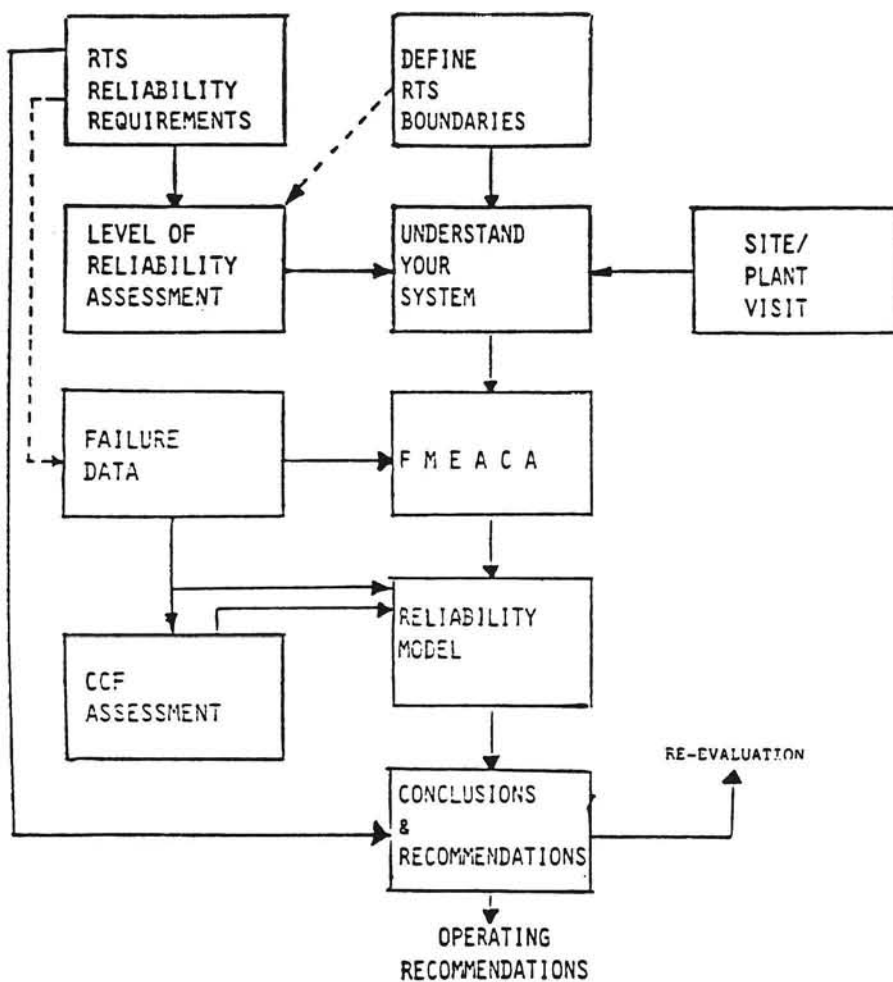 RTS
RELIABILITY
REQUIREMENTS
DEFINE
RTS
BOUNDARIES
LEVEL OF
RELIABILITY
ASSESSMENT
UNDERSTAND
YOUR
SYSTEM
SITE/
PLANT
VISIT
FAILURE
DATA
F M E A C A
RELIABILITY
MODEL
CCF
ASSESSMENT
RE-EVALUATION
CONCLUSIONS
&
RECOMMENDATIONS
OPERATING
RECOMMENDATIONS